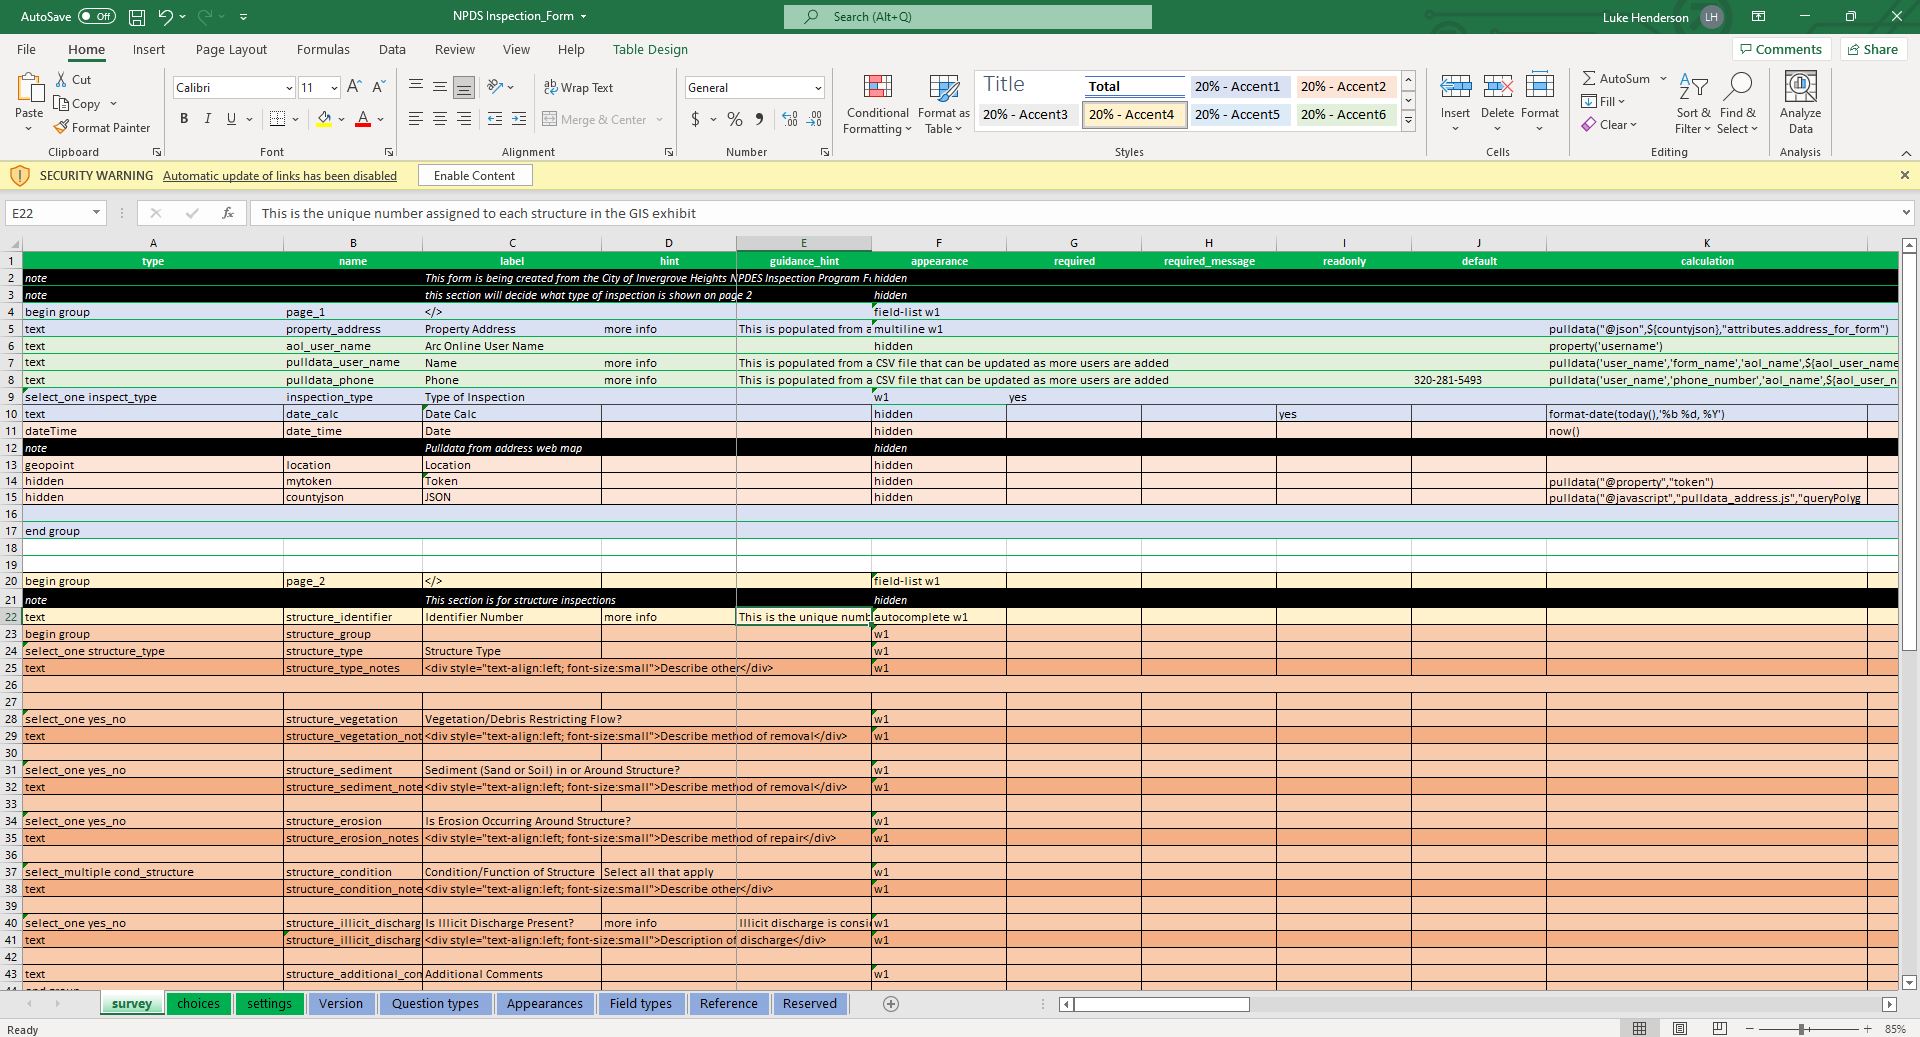 AutoSave Off NPDS Inspection_Form Search (Alt+Q) Luke Henderson LH
File Home Insert Page Layout Formulas Data Review View Help Table Design Comments Share
Paste Cut Copy Format Painter
Calibri 11 A A B I U A
Wrap Text Merge & Center
General $ % 9
Conditional Formatting Format as Table
Title Total 20% - Accent1 20% - Accent2
20% - Accent3 20% - Accent4 20% - Accent5 20% - Accent6
Insert Delete Format
AutoSum Fill Clear Sort & Filter Find & Select
Analyze Data
Clipboard Font Alignment Number Styles Cells Editing Analysis
SECURITY WARNING Automatic update of links has been disabled Enable Content
E22 fx This is the unique number assigned to each structure in the GIS exhibit
A B C D E F G H I J K
1 type name label hint guidance_hint appearance required required_message readonly default calculation
2 note This form is being created from the City of Invergrove Heights NPDES Inspection Program F hidden
3 note this section will decide what type of inspection is shown on page 2 hidden
4 begin group page_1 </> field-list w1
5 text property_address Property Address more info This is populated from a multiline w1 pulldata("@json",${countyjson},"attributes.address_for_form")
6 text aol_user_name Arc Online User Name hidden property('username')
7 text pulldata_user_name Name more info This is populated from a CSV file that can be updated as more users are added pulldata('user_name','form_name','aol_name',${aol_user_name
8 text pulldata_phone Phone more info This is populated from a CSV file that can be updated as more users are added 320-281-5493 pulldata('user_name','phone_number','aol_name',${aol_user_n
9 select_one inspect_type inspection_type Type of Inspection w1 yes
10 text date_calc Date Calc hidden yes format-date(today(),'%b %d, %Y')
11 dateTime date_time Date hidden now()
12 note Pulldata from address web map hidden
13 geopoint location Location hidden
14 hidden mytoken Token hidden pulldata("@property","token")
15 hidden countyjson JSON hidden pulldata("@javascript","pulldata_address.js","queryPolyg
16
17 end group
18
19
20 begin group page_2 </> field-list w1
21 note This section is for structure inspections hidden
22 text structure_identifier Identifier Number more info This is the unique numb autocomplete w1
23 begin group structure_group w1
24 select_one structure_type structure_type Structure Type w1
25 text structure_type_notes <div style="text-align:left; font-size:small">Describe other</div> w1
26
27
28 select_one yes_no structure_vegetation Vegetation/Debris Restricting Flow? w1
29 text structure_vegetation_not <div style="text-align:left; font-size:small">Describe method of removal</div> w1
30
31 select_one yes_no structure_sediment Sediment (Sand or Soil) in or Around Structure? w1
32 text structure_sediment_note <div style="text-align:left; font-size:small">Describe method of removal</div> w1
33
34 select_one yes_no structure_erosion Is Erosion Occurring Around Structure? w1
35 text structure_erosion_notes <div style="text-align:left; font-size:small">Describe method of repair</div> w1
36
37 select_multiple cond_structure structure_condition Condition/Function of Structure Select all that apply w1
38 text structure_condition_note <div style="text-align:left; font-size:small">Describe other</div> w1
39
40 select_one yes_no structure_illicit_discharg Is Illicit Discharge Present? more info Illicit discharge is consi w1
41 text structure_illicit_discharg <div style="text-align:left; font-size:small">Description of discharge</div> w1
42
43 text structure_additional_con Additional Comments w1
survey choices settings Version Question types Appearances Field types Reference Reserved
Ready 85%